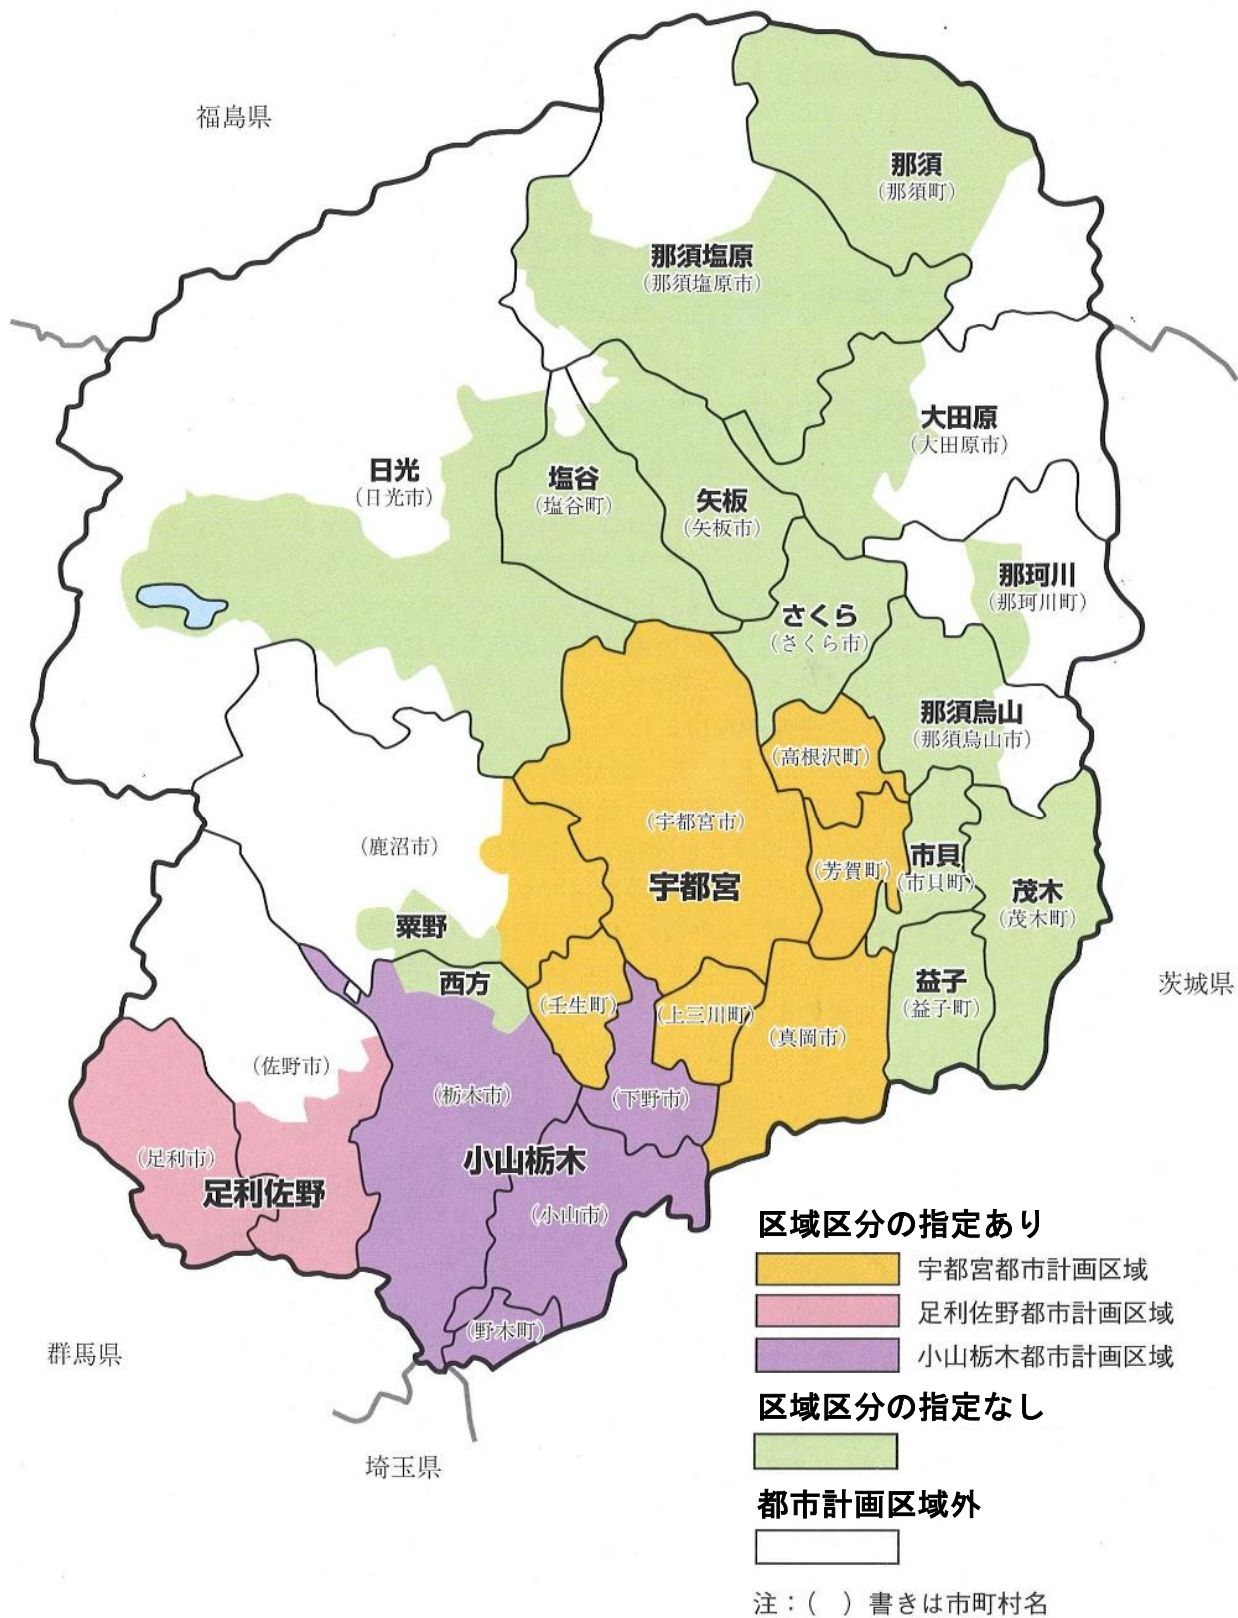 福島県
那須
(那須町)
那須塩原
(那須塩原市)
大田原
(大田原市)
日光
(日光市)
塩谷
(塩谷町)
矢板
(矢板市)
那珂川
(那珂川町)
さくら
(さくら市)
那須烏山
(那須烏山市)
(高根沢町)
(宇都宮市)
宇都宮
(鹿沼市)
(芳賀町)
市貝
(市貝町)
茂木
(茂木町)
粟野
西方
益子
(益子町)
茨城県
(壬生町)
(上三川町)
(真岡市)
(佐野市)
(栃木市)
(下野市)
(足利市)
足利佐野
小山栃木
(小山市)
(野木町)
群馬県
埼玉県
区域区分の指定あり
宇都宮都市計画区域
足利佐野都市計画区域
小山栃木都市計画区域
区域区分の指定なし
都市計画区域外
注:( )書きは市町村名